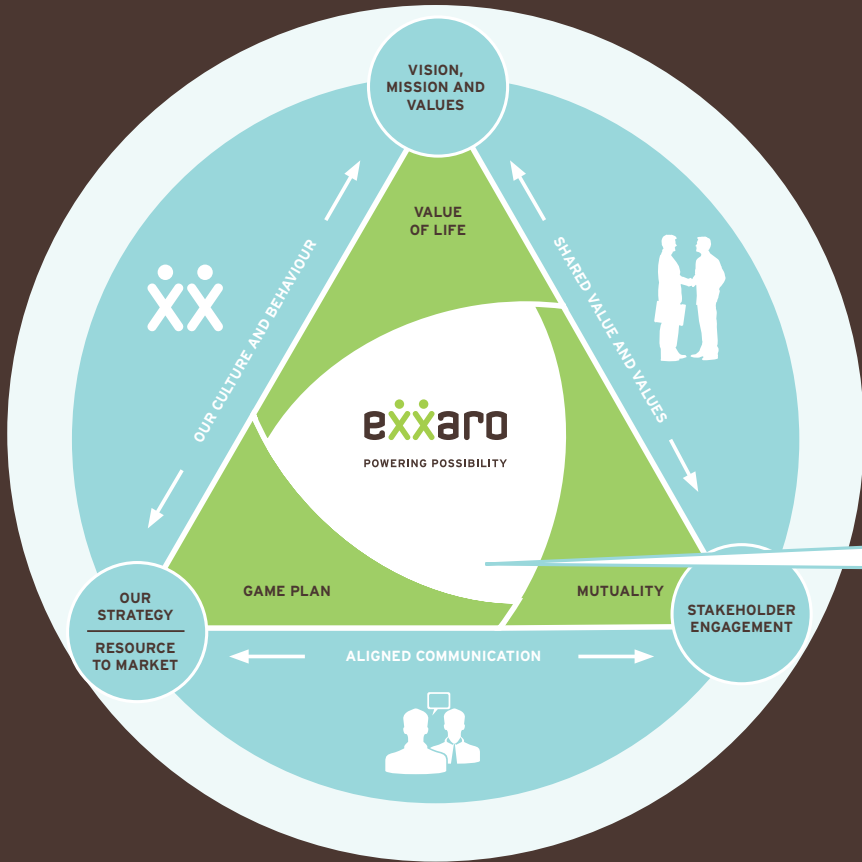 VISION,
MISSION AND
VALUES
VALUE
OF LIFE
OUR CULTURE AND BEHAVIOUR
SHARED VALUE AND VALUES
exxaro
POWERING POSSIBILITY
GAME PLAN
MUTUALITY
OUR
STRATEGY
RESOURCE
TO MARKET
STAKEHOLDER
ENGAGEMENT
ALIGNED COMMUNICATION